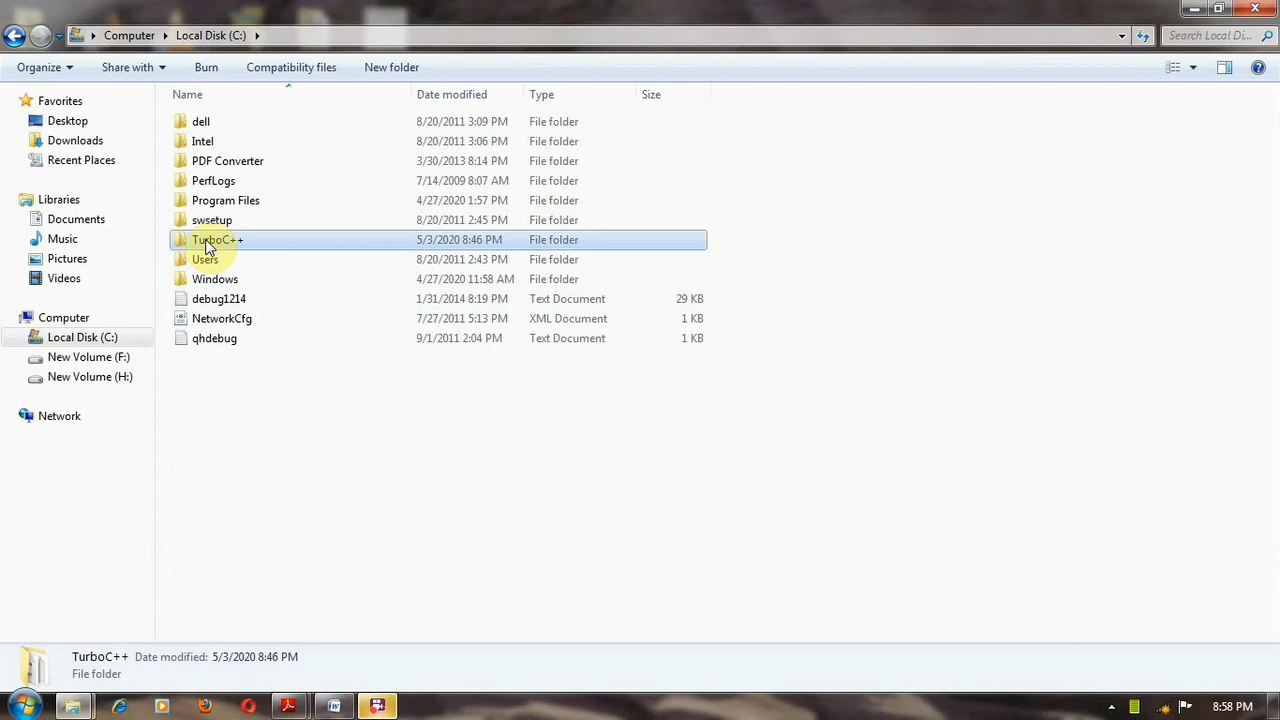 Computer Local Disk (C:)
Search Local Di...
Organize Share with Burn Compatibility files New folder
Name Date modified Type Size
Favorites
Desktop
Downloads
Recent Places
Libraries
Documents
Music
Pictures
Videos
Computer
Local Disk (C:)
New Volume (F:)
New Volume (H:)
Network
dell 8/20/2011 3:09 PM File folder
Intel 8/20/2011 3:06 PM File folder
PDF Converter 3/30/2013 8:14 PM File folder
PerfLogs 7/14/2009 8:07 AM File folder
Program Files 4/27/2020 1:57 PM File folder
swsetup 8/20/2011 2:45 PM File folder
TurboC++ 5/3/2020 8:46 PM File folder
Users 8/20/2011 2:43 PM File folder
Windows 4/27/2020 11:58 AM File folder
debug1214 1/31/2014 8:19 PM Text Document 29 KB
NetworkCfg 7/27/2011 5:13 PM XML Document 1 KB
qhdebug 9/1/2011 2:04 PM Text Document 1 KB
TurboC++ Date modified: 5/3/2020 8:46 PM
File folder
8:58 PM